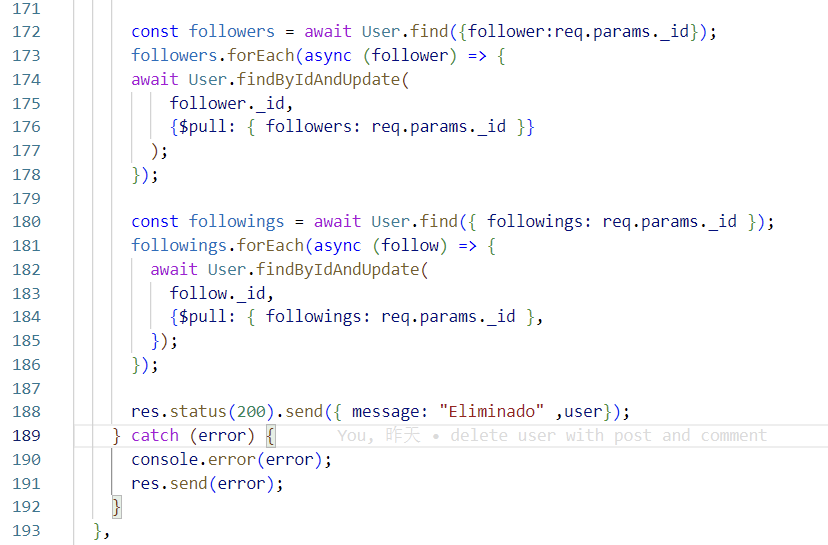 171
172 const followers = await User.find({follower:req.params._id});
173 followers.forEach(async (follower) => {
174 await User.findByIdAndUpdate(
175 follower._id,
176 {$pull: { followers: req.params._id }}
177 );
178 });
179
180 const followings = await User.find({ followings: req.params._id });
181 followings.forEach(async (follow) => {
182 await User.findByIdAndUpdate(
183 follow._id,
184 {$pull: { followings: req.params._id },
185 });
186 });
187
188 res.status(200).send({ message: "Eliminado" ,user});
189 } catch (error) { You, 昨天 • delete user with post and comment
190 console.error(error);
191 res.send(error);
192 }
193 },